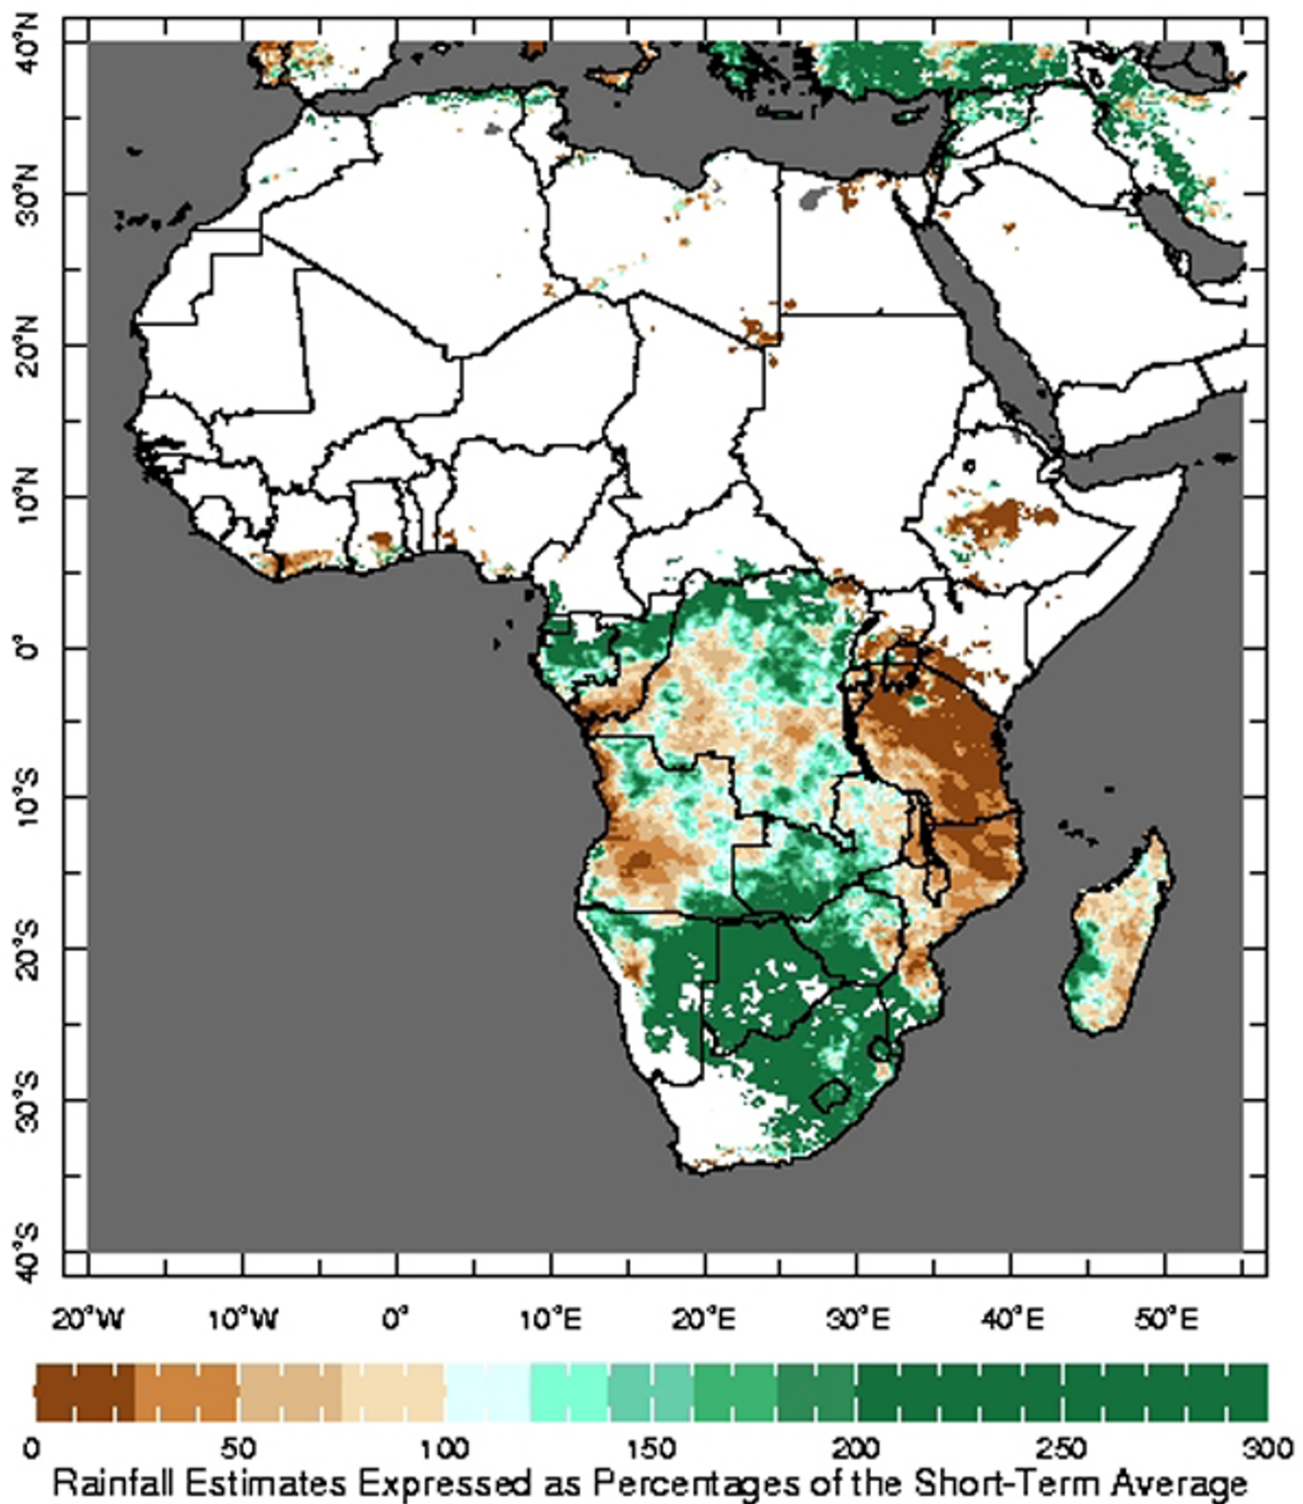 40°N
30°N
20°N
10°N
0°
10°S
20°S
30°S
40°S
20°W 10°W 0° 10°E 20°E 30°E 40°E 50°E
0 50 100 150 200 250 300
Rainfall Estimates Expressed as Percentages of the Short-Term Average